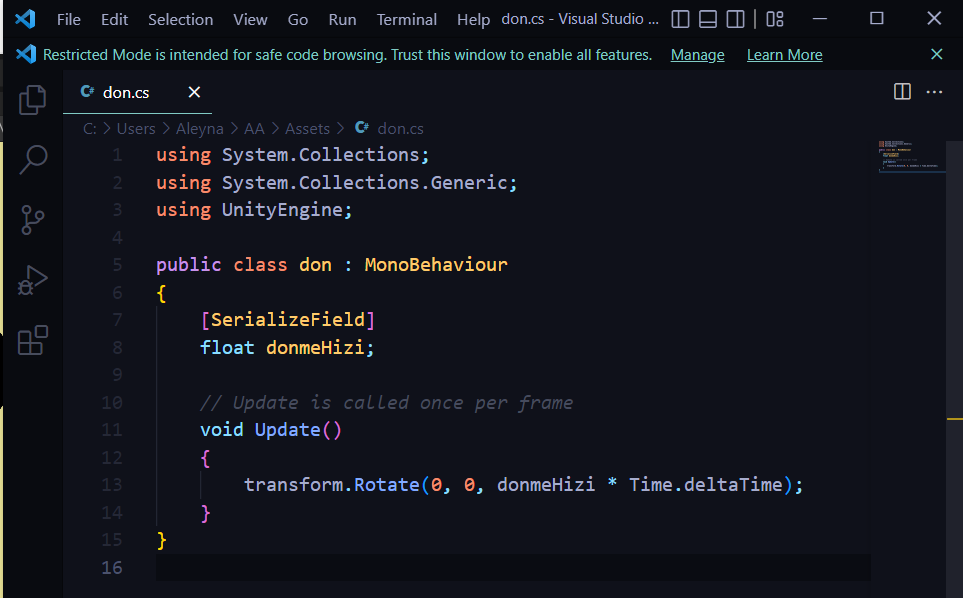 File Edit Selection View Go Run Terminal Help don.cs - Visual Studio ...
Restricted Mode is intended for safe code browsing. Trust this window to enable all features. Manage Learn More
C# don.cs
C: > Users > Aleyna > AA > Assets > C# don.cs
1 using System.Collections;
2 using System.Collections.Generic;
3 using UnityEngine;
4
5 public class don : MonoBehaviour
6 {
7 [SerializeField]
8 float donmeHizi;
9
10 // Update is called once per frame
11 void Update()
12 {
13 transform.Rotate(0, 0, donmeHizi * Time.deltaTime);
14 }
15 }
16